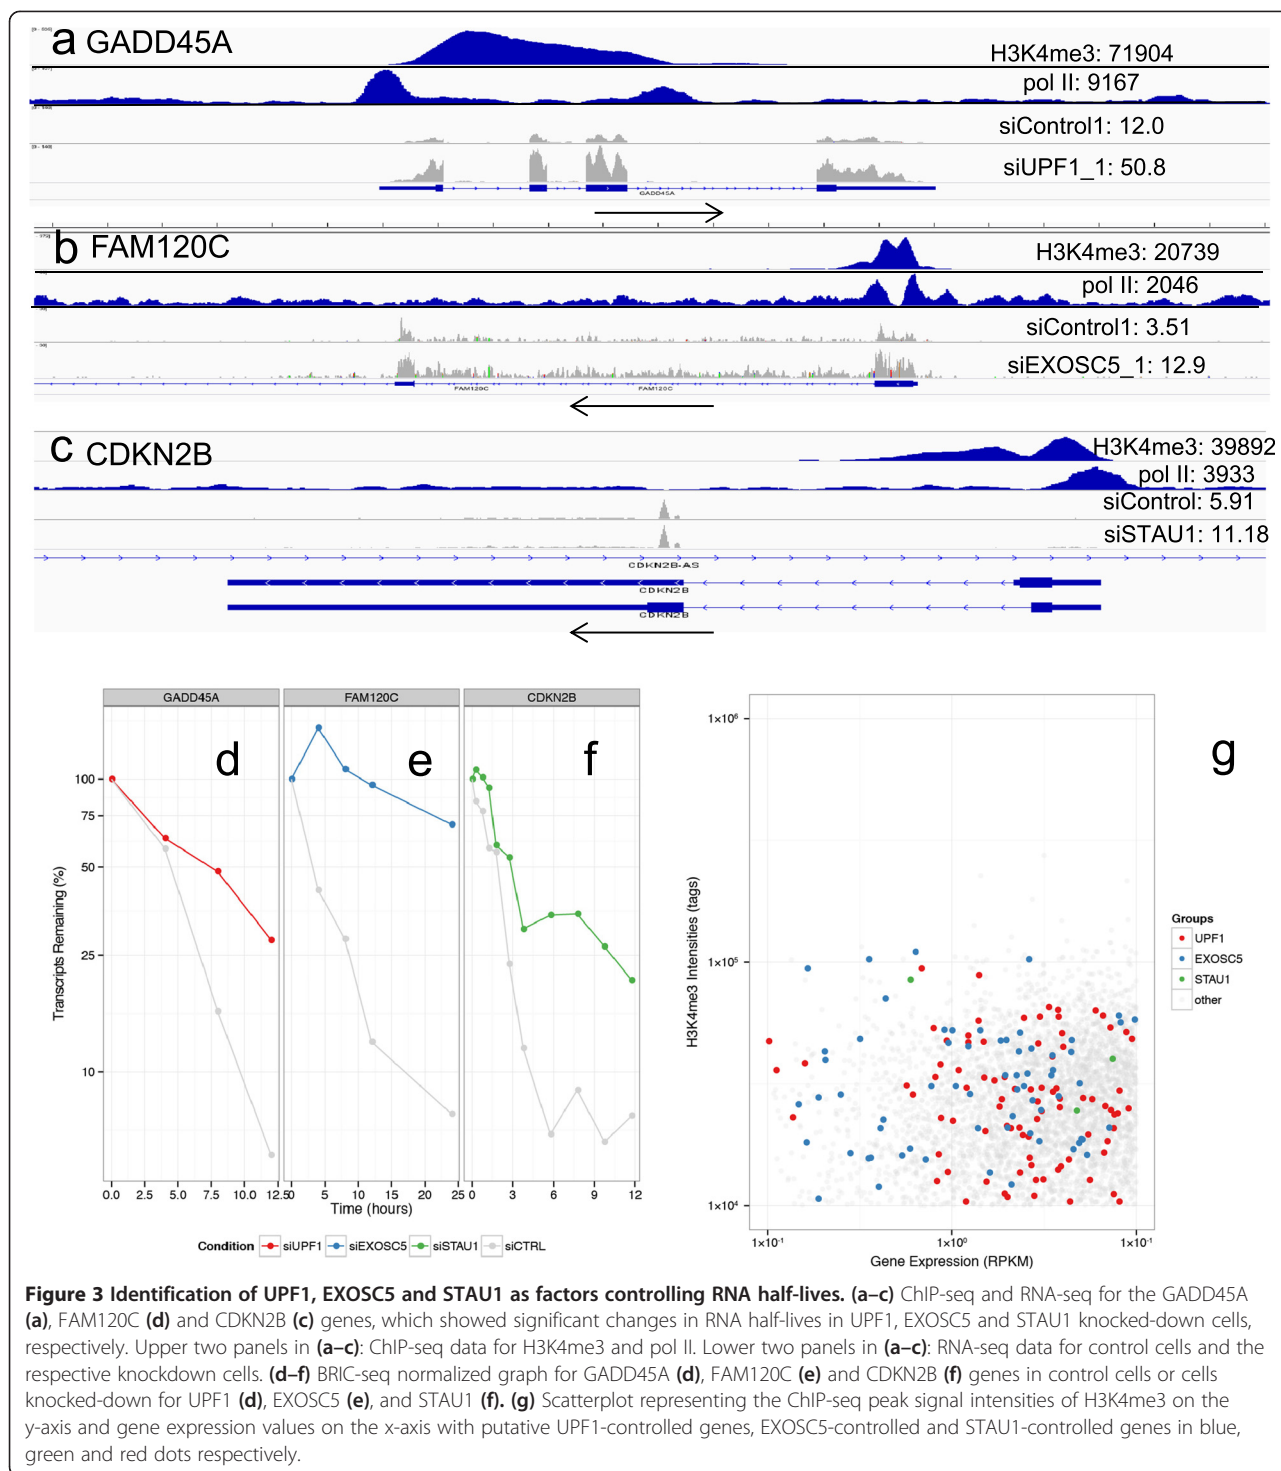 a GADD45A
H3K4me3: 71904
pol II: 9167
siControl1: 12.0
siUPF1_1: 50.8
GADD45A
b FAM120C
H3K4me3: 20739
pol II: 2046
siControl1: 3.51
siEXOSC5_1: 12.9
FAM120C FAM120C
c CDKN2B
H3K4me3: 39892
pol II: 3933
siControl: 5.91
siSTAU1: 11.18
CDKN2B-AS
CDKN2B
CDKN2B
GADD45A FAM120C CDKN2B
d e f
100
75
50
25
10
Transcripts Remaining (%)
0.0 2.5 5.0 7.5 10.0 12.5 0 5 10 15 20 25 0 3 6 9 12
Time (hours)
Condition siUPF1 siEXOSC5 siSTAU1 siCTRL
g
1×10⁶
1×10⁵
1×10⁴
H3K4me3 Intensities (tags)
1×10¹ 1×10⁰ 1×10⁻¹
Gene Expression (RPKM)
Groups
UPF1
EXOSC5
STAU1
other
Figure 3 Identification of UPF1, EXOSC5 and STAU1 as factors controlling RNA half-lives. (a–c) ChIP-seq and RNA-seq for the GADD45A
(a), FAM120C (d) and CDKN2B (c) genes, which showed significant changes in RNA half-lives in UPF1, EXOSC5 and STAU1 knocked-down cells,
respectively. Upper two panels in (a–c): ChIP-seq data for H3K4me3 and pol II. Lower two panels in (a–c): RNA-seq data for control cells and the
respective knockdown cells. (d–f) BRIC-seq normalized graph for GADD45A (d), FAM120C (e) and CDKN2B (f) genes in control cells or cells
knocked-down for UPF1 (d), EXOSC5 (e), and STAU1 (f). (g) Scatterplot representing the ChIP-seq peak signal intensities of H3K4me3 on the
y-axis and gene expression values on the x-axis with putative UPF1-controlled genes, EXOSC5-controlled and STAU1-controlled genes in blue,
green and red dots respectively.